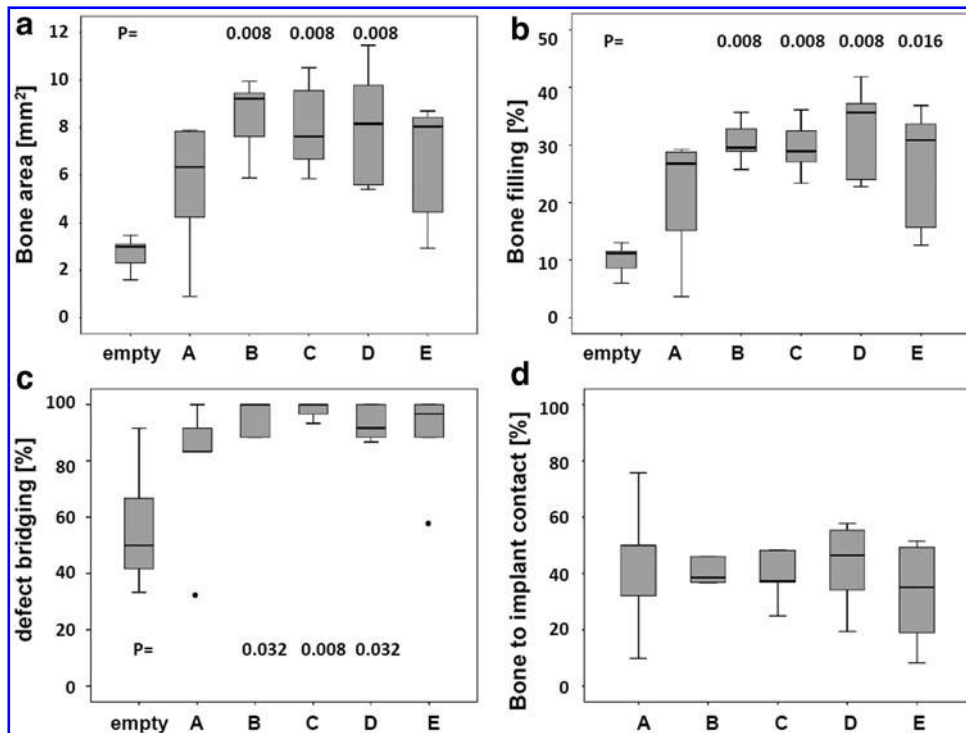 a
P= 0.008 0.008 0.008
Bone area [mm²]
12
10
8
6
4
2
0
empty A B C D E
b
P= 0.008 0.008 0.008 0.016
Bone filling [%]
50
40
30
20
10
0
empty A B C D E
c
defect bridging [%]
100
80
60
40
20
0
P= 0.032 0.008 0.032
empty A B C D E
d
Bone to implant contact [%]
100
80
60
40
20
0
A B C D E